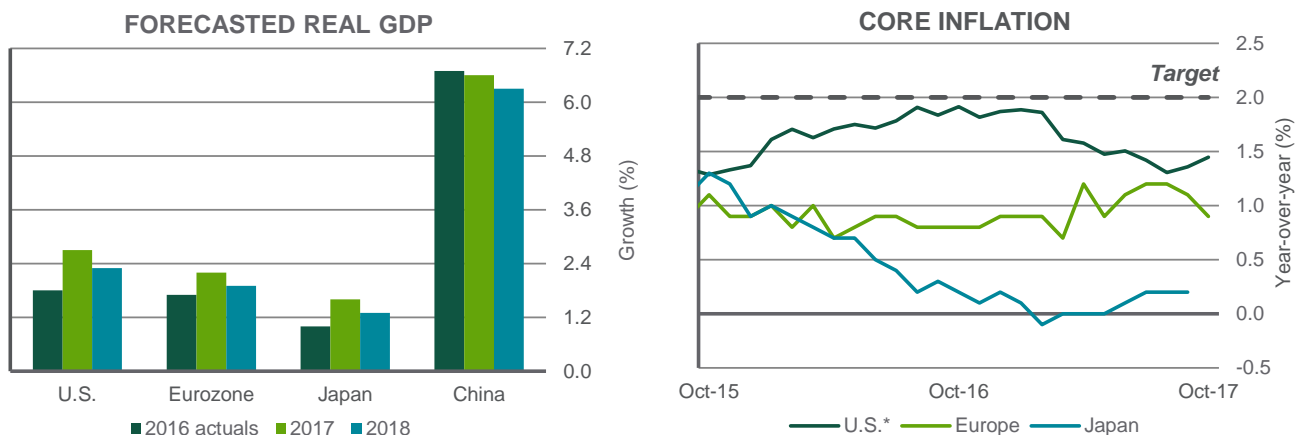 FORECASTED REAL GDP
7.2
6.0
4.8
3.6
2.4
1.2
0.0
Growth (%)
U.S. Eurozone Japan China
2016 actuals 2017 2018
CORE INFLATION
Target
2.5
2.0
1.5
1.0
0.5
0.0
-0.5
Year-over-year (%)
Oct-15 Oct-16 Oct-17
U.S.* Europe Japan